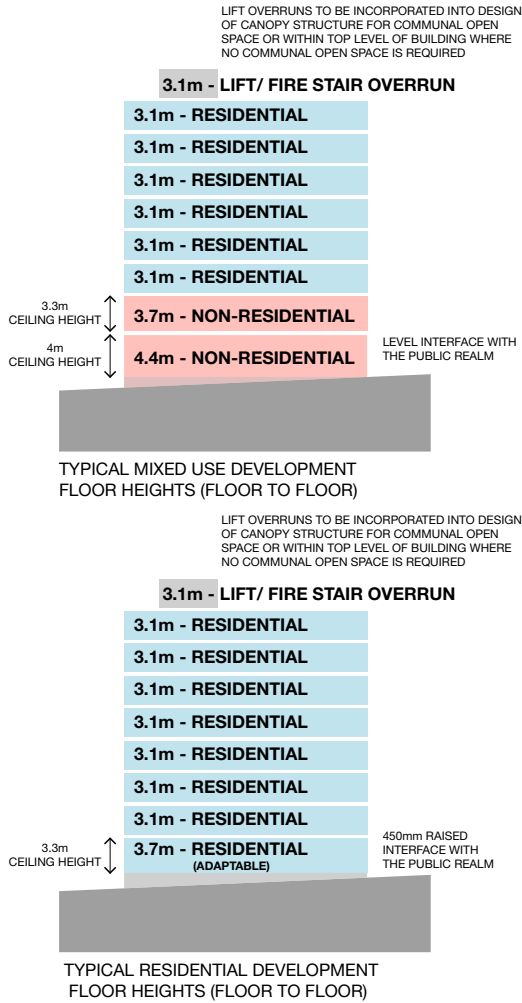 LIFT OVERRUNS TO BE INCORPORATED INTO DESIGN
OF CANOPY STRUCTURE FOR COMMUNAL OPEN
SPACE OR WITHIN TOP LEVEL OF BUILDING WHERE
NO COMMUNAL OPEN SPACE IS REQUIRED
3.1m - LIFT/ FIRE STAIR OVERRUN
3.1m - RESIDENTIAL
3.1m - RESIDENTIAL
3.1m - RESIDENTIAL
3.1m - RESIDENTIAL
3.1m - RESIDENTIAL
3.1m - RESIDENTIAL
3.3m
CEILING HEIGHT
3.7m - NON-RESIDENTIAL
4m
CEILING HEIGHT
4.4m - NON-RESIDENTIAL
LEVEL INTERFACE WITH
THE PUBLIC REALM
TYPICAL MIXED USE DEVELOPMENT
FLOOR HEIGHTS (FLOOR TO FLOOR)
LIFT OVERRUNS TO BE INCORPORATED INTO DESIGN
OF CANOPY STRUCTURE FOR COMMUNAL OPEN
SPACE OR WITHIN TOP LEVEL OF BUILDING WHERE
NO COMMUNAL OPEN SPACE IS REQUIRED
3.1m - LIFT/ FIRE STAIR OVERRUN
3.1m - RESIDENTIAL
3.1m - RESIDENTIAL
3.1m - RESIDENTIAL
3.1m - RESIDENTIAL
3.1m - RESIDENTIAL
3.1m - RESIDENTIAL
3.1m - RESIDENTIAL
3.3m
CEILING HEIGHT
3.7m - RESIDENTIAL
(ADAPTABLE)
450mm RAISED
INTERFACE WITH
THE PUBLIC REALM
TYPICAL RESIDENTIAL DEVELOPMENT
FLOOR HEIGHTS (FLOOR TO FLOOR)